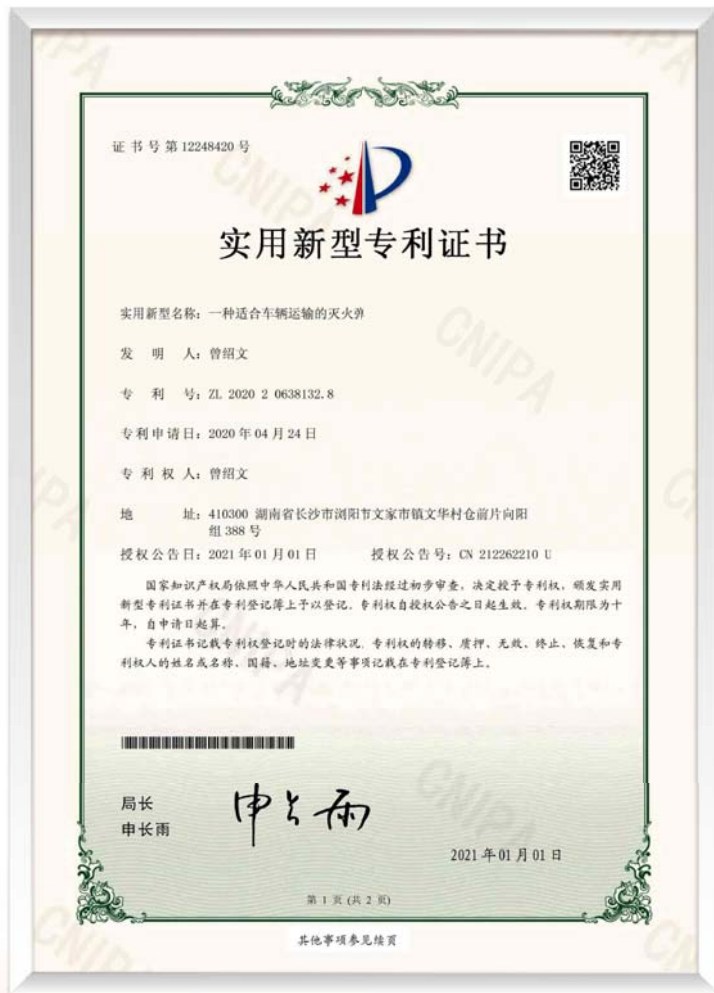 证书号第12248420号
实用新型专利证书
实用新型名称：一种适合车辆运输的灭火弹
发 明 人：曾绍文
专 利 号：ZL 2020 2 0638132.8
专利申请日：2020年04月24日
专 利 权 人：曾绍文
地 址：410300 湖南省长沙市浏阳市文家市镇文华村仓前片向阳
组388号
授权公告日：2021年01月01日 授权公告号：CN 212262210 U
国家知识产权局依照中华人民共和国专利法经过初步审查，决定授予专利权，颁发实用
新型专利证书并在专利登记簿上予以登记。专利权自授权公告之日起生效。专利权期限为十
年，自申请日起算。
专利证书记载专利权登记时的法律状况。专利权的转移、质押、无效、终止、恢复和专
利权人的姓名或名称、国籍、地址变更等事项记载在专利登记簿上。
局长
申长雨
申长雨
2021年01月01日
第 1 页 (共 2 页)
其他事项参见续页
CNIPA
CNIPA
CNIPA
CNIPA
CNIPA